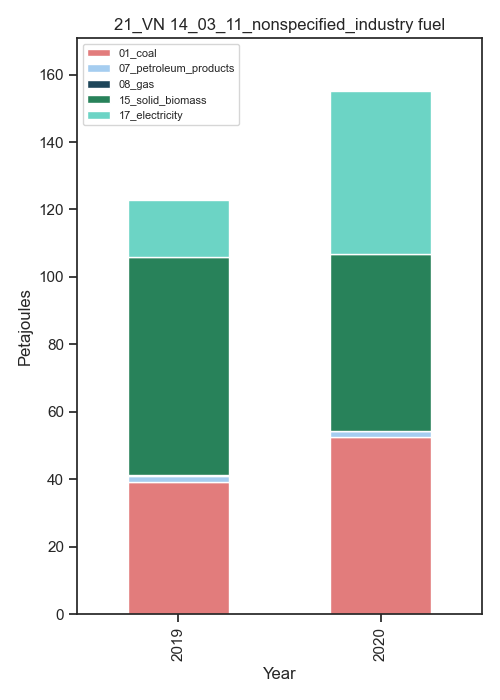 21_VN 14_03_11_nonspecified_industry fuel
01_coal
07_petroleum_products
08_gas
15_solid_biomass
17_electricity
160
140
120
100
80
60
40
20
0
Petajoules
2019
2020
Year